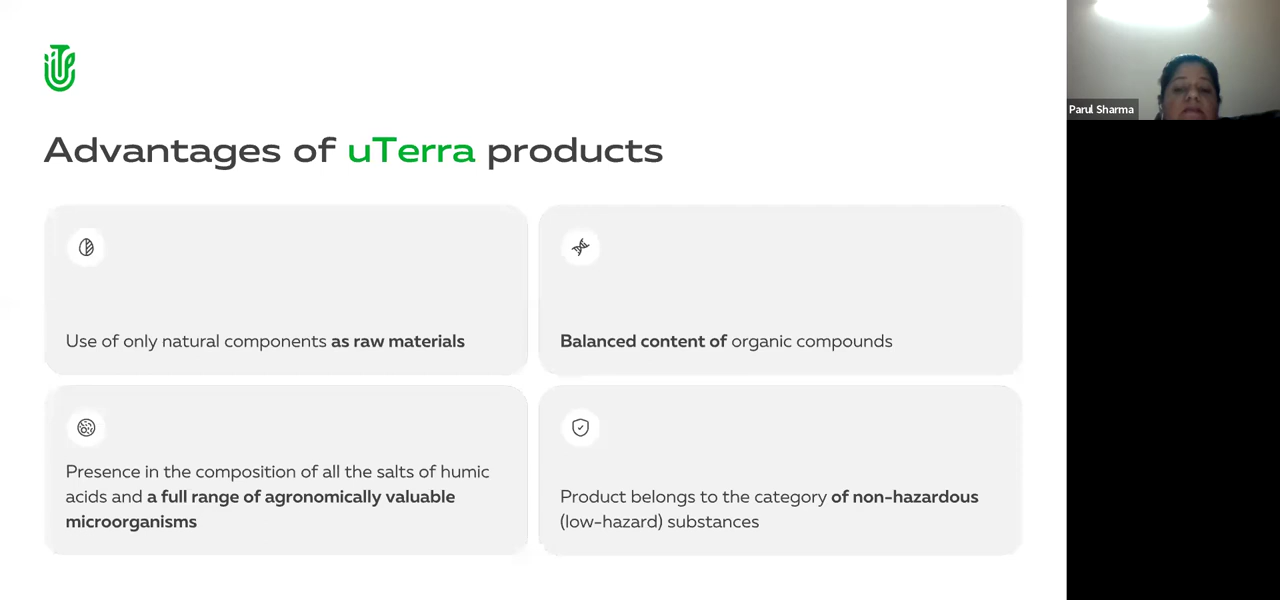 Advantages of uTerra products
Use of only natural components as raw materials
Balanced content of organic compounds
Presence in the composition of all the salts of humic
acids and a full range of agronomically valuable
microorganisms
Product belongs to the category of non-hazardous
(low-hazard) substances
Parul Sharma